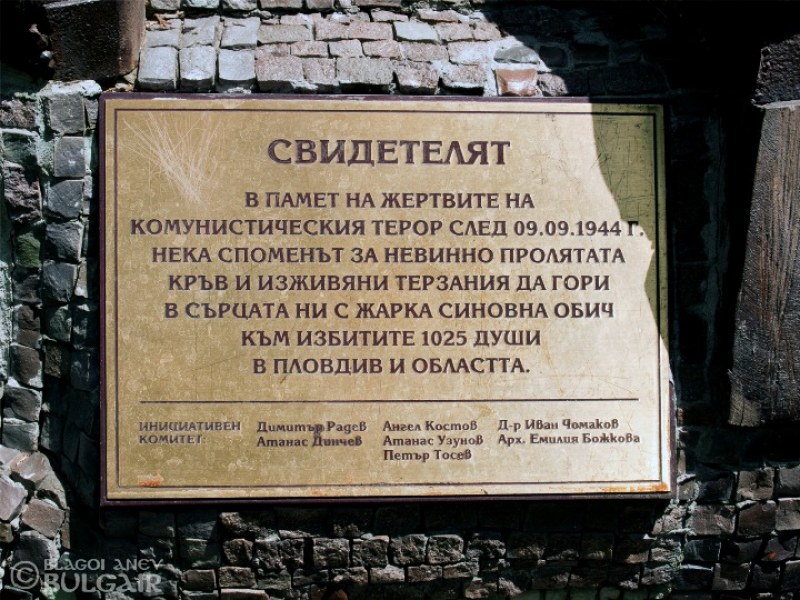 СВИДЕТЕЛЯТ
В ПАМЕТ НА ЖЕРТВИТЕ НА
КОМУНИСТИЧЕСКИЯ ТЕРОР СЛЕД 09.09.1944 Г.
НЕКА СПОМЕНЪТ ЗА НЕВИННО ПРОЛЯТАТА
КРЪВ И ИЗЖИВЯНИ ТЕРЗАНИЯ ДА ГОРИ
В СЪРЦАТА НИ С ЖАРКА СИНОВНА ОБИЧ
КЪМ ИЗБИТИТЕ 1025 ДУШИ
В ПЛОВДИВ И ОБЛАСТТА.
ИНИЦИАТИВЕН Димитър Радев Ангел Костов Д-р Иван Чомаков
КОМИТЕТ: Атанас Динчев Атанас Узунов Арх. Емилия Божкова
Петър Тосев
© BLAGOI ANEV
BULGAIR